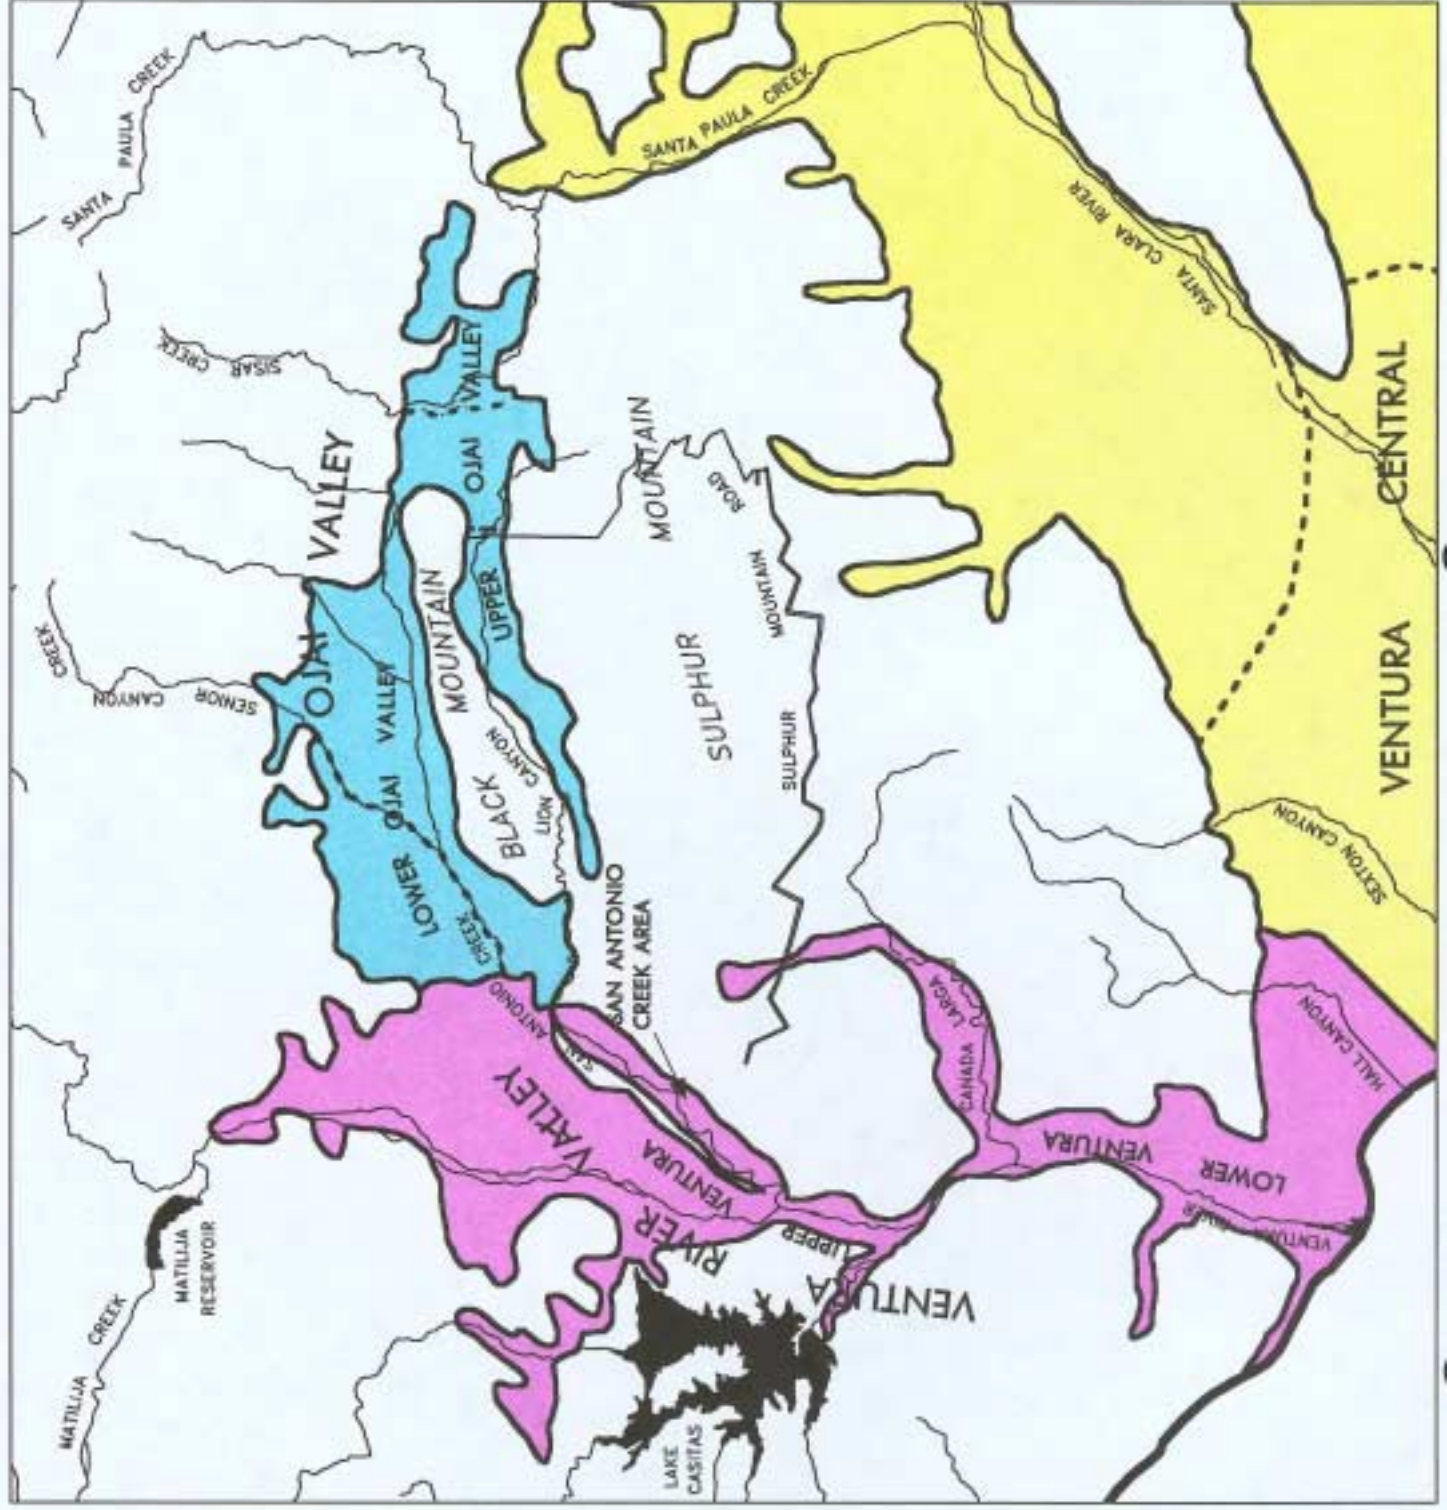 SANTA PAULA CREEK
SANTA PAULA CREEK
SANTA CLARA RIVER
SISAR CREEK
OJAI VALLEY
UPPER OJAI VALLEY
MOUNTAIN
SULPHUR
SULPHUR MOUNTAIN ROAD
SENIOR CANYON CREEK
LOWER OJAI VALLEY
BLACK MOUNTAIN
LION CANYON
SAN ANTONIO CREEK
SAN ANTONIO
CREEK AREA
VENTURA CENTRAL
SEXTON CANYON
HALL CANYON
CANADA LARGA
LOWER VENTURA
VENTURA RIVER
UPPER VENTURA
VENTURA RIVER VALLEY
MATILIJA
RESERVOIR
MATILIJA CREEK
LAKE
CASITAS